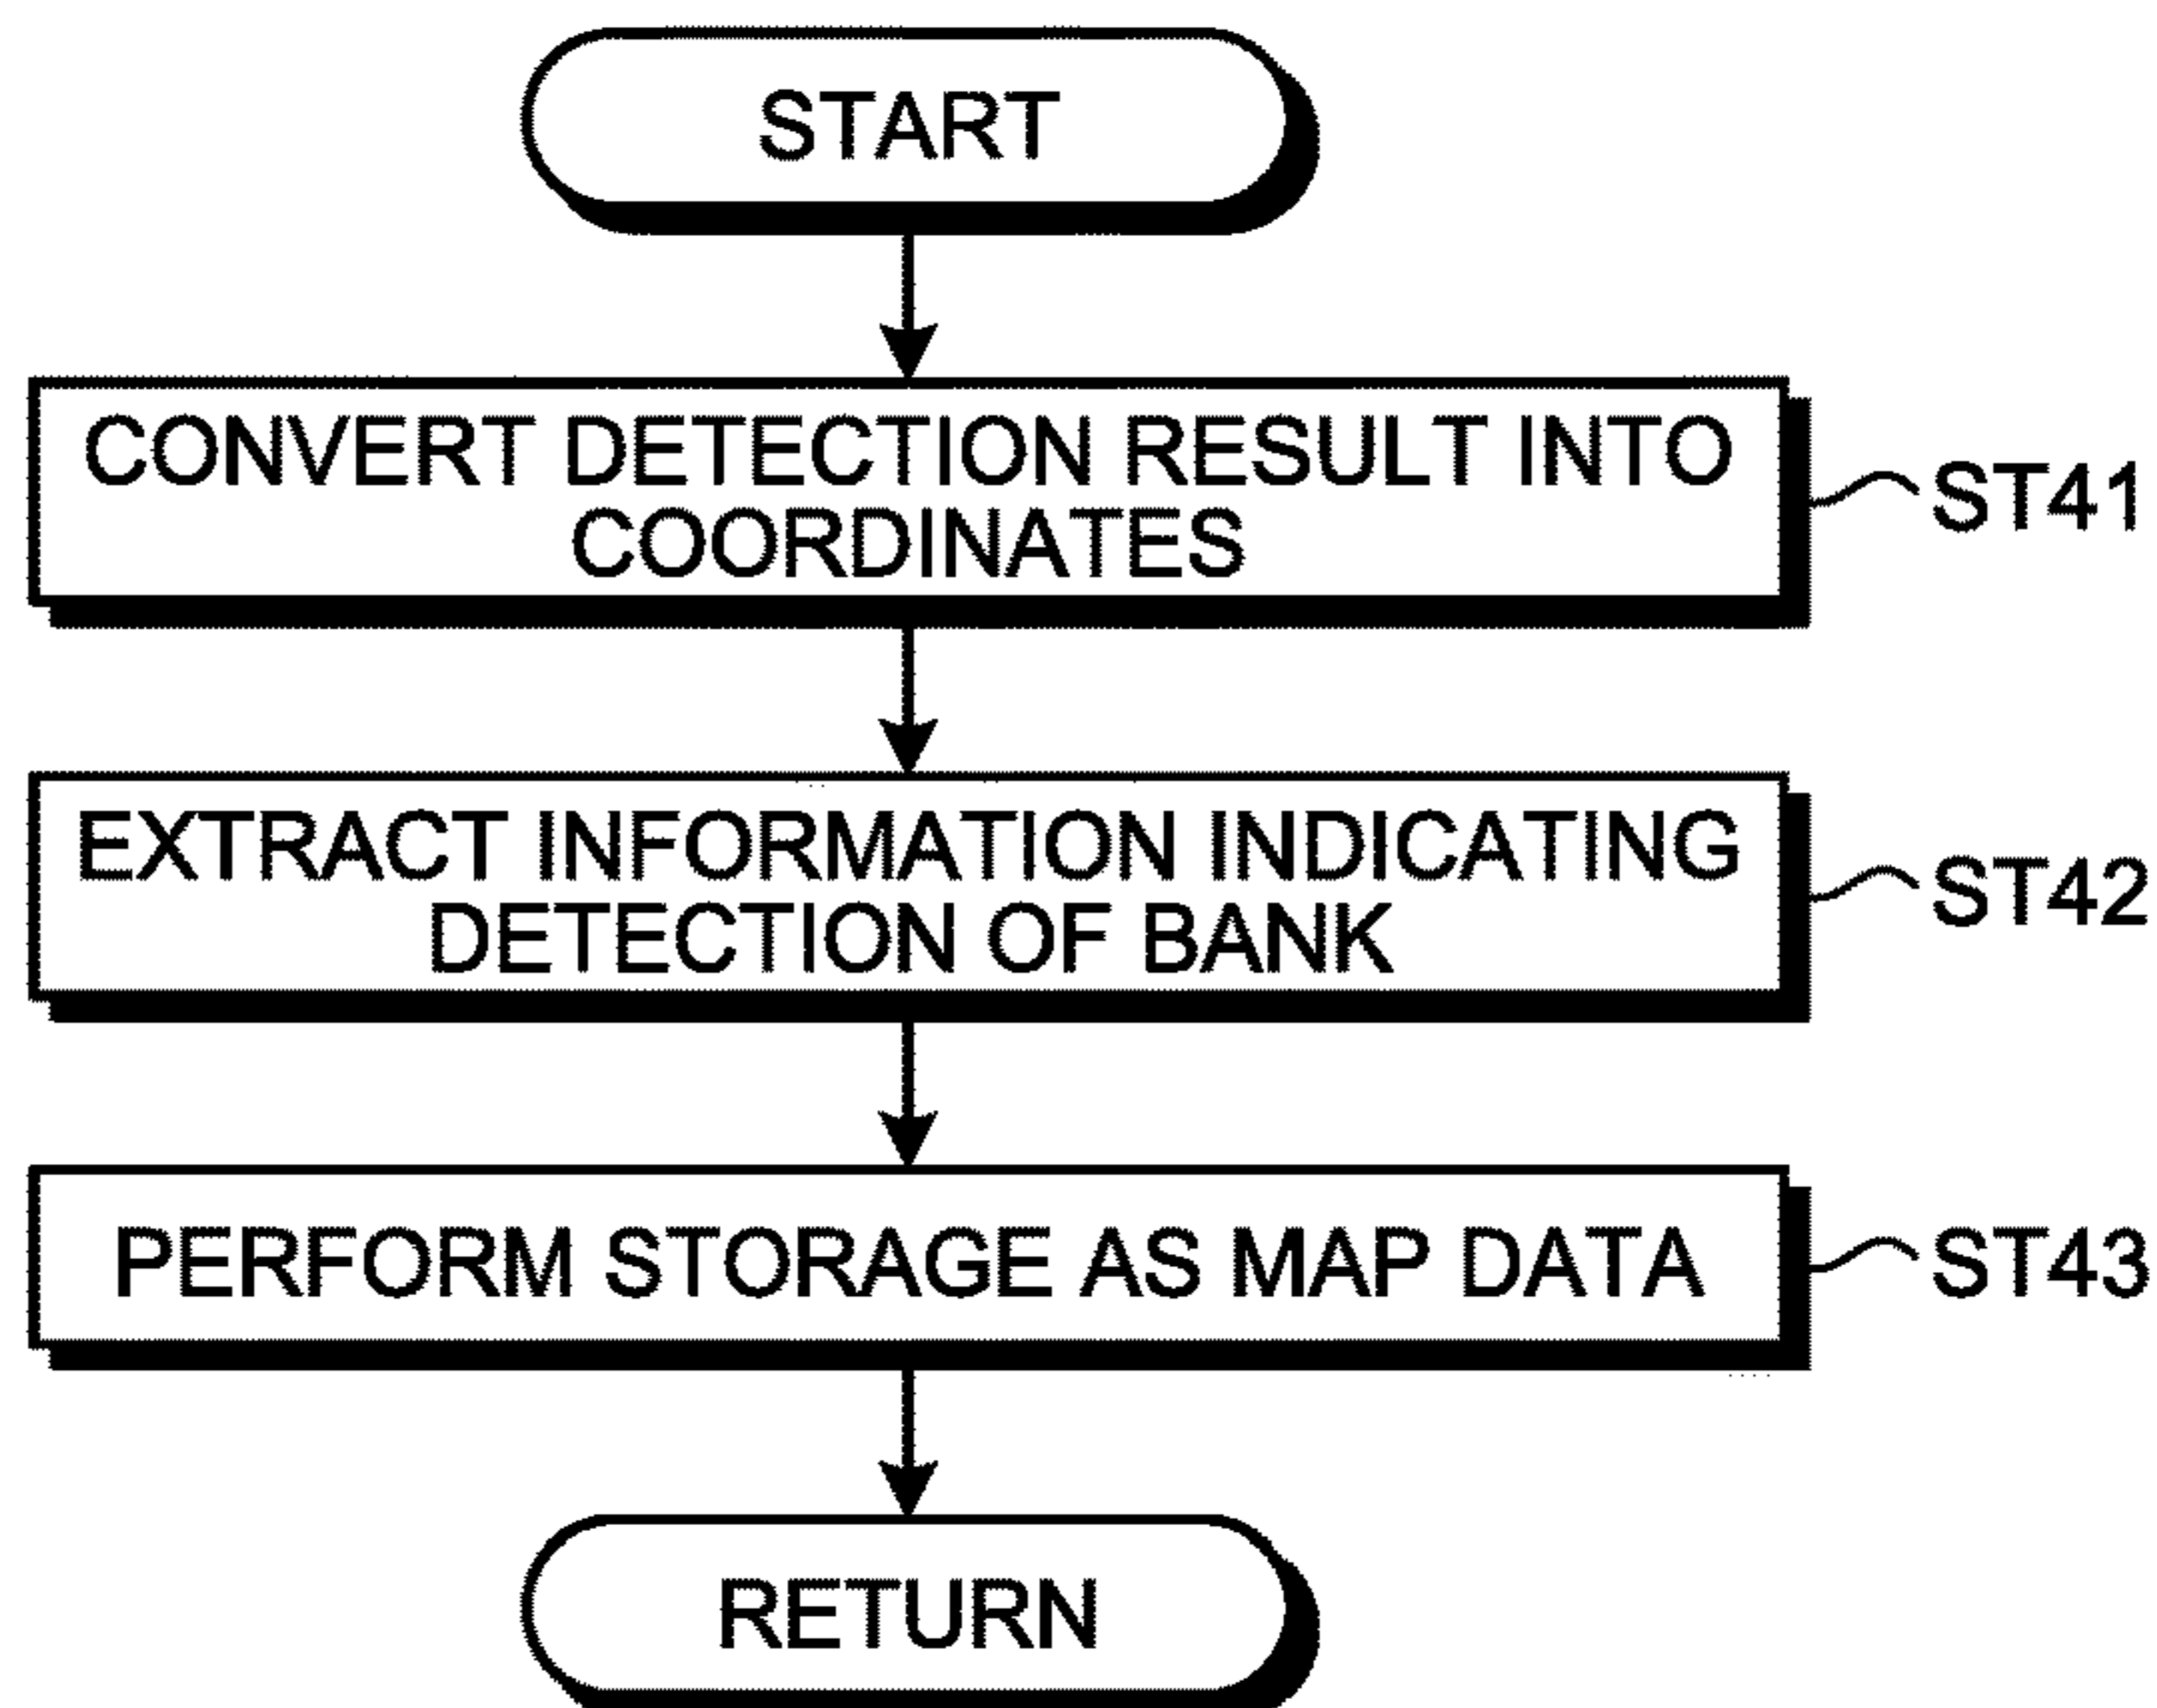 START
CONVERT DETECTION RESULT INTO
COORDINATES
ST41
EXTRACT INFORMATION INDICATING
DETECTION OF BANK
ST42
PERFORM STORAGE AS MAP DATA
ST43
RETURN